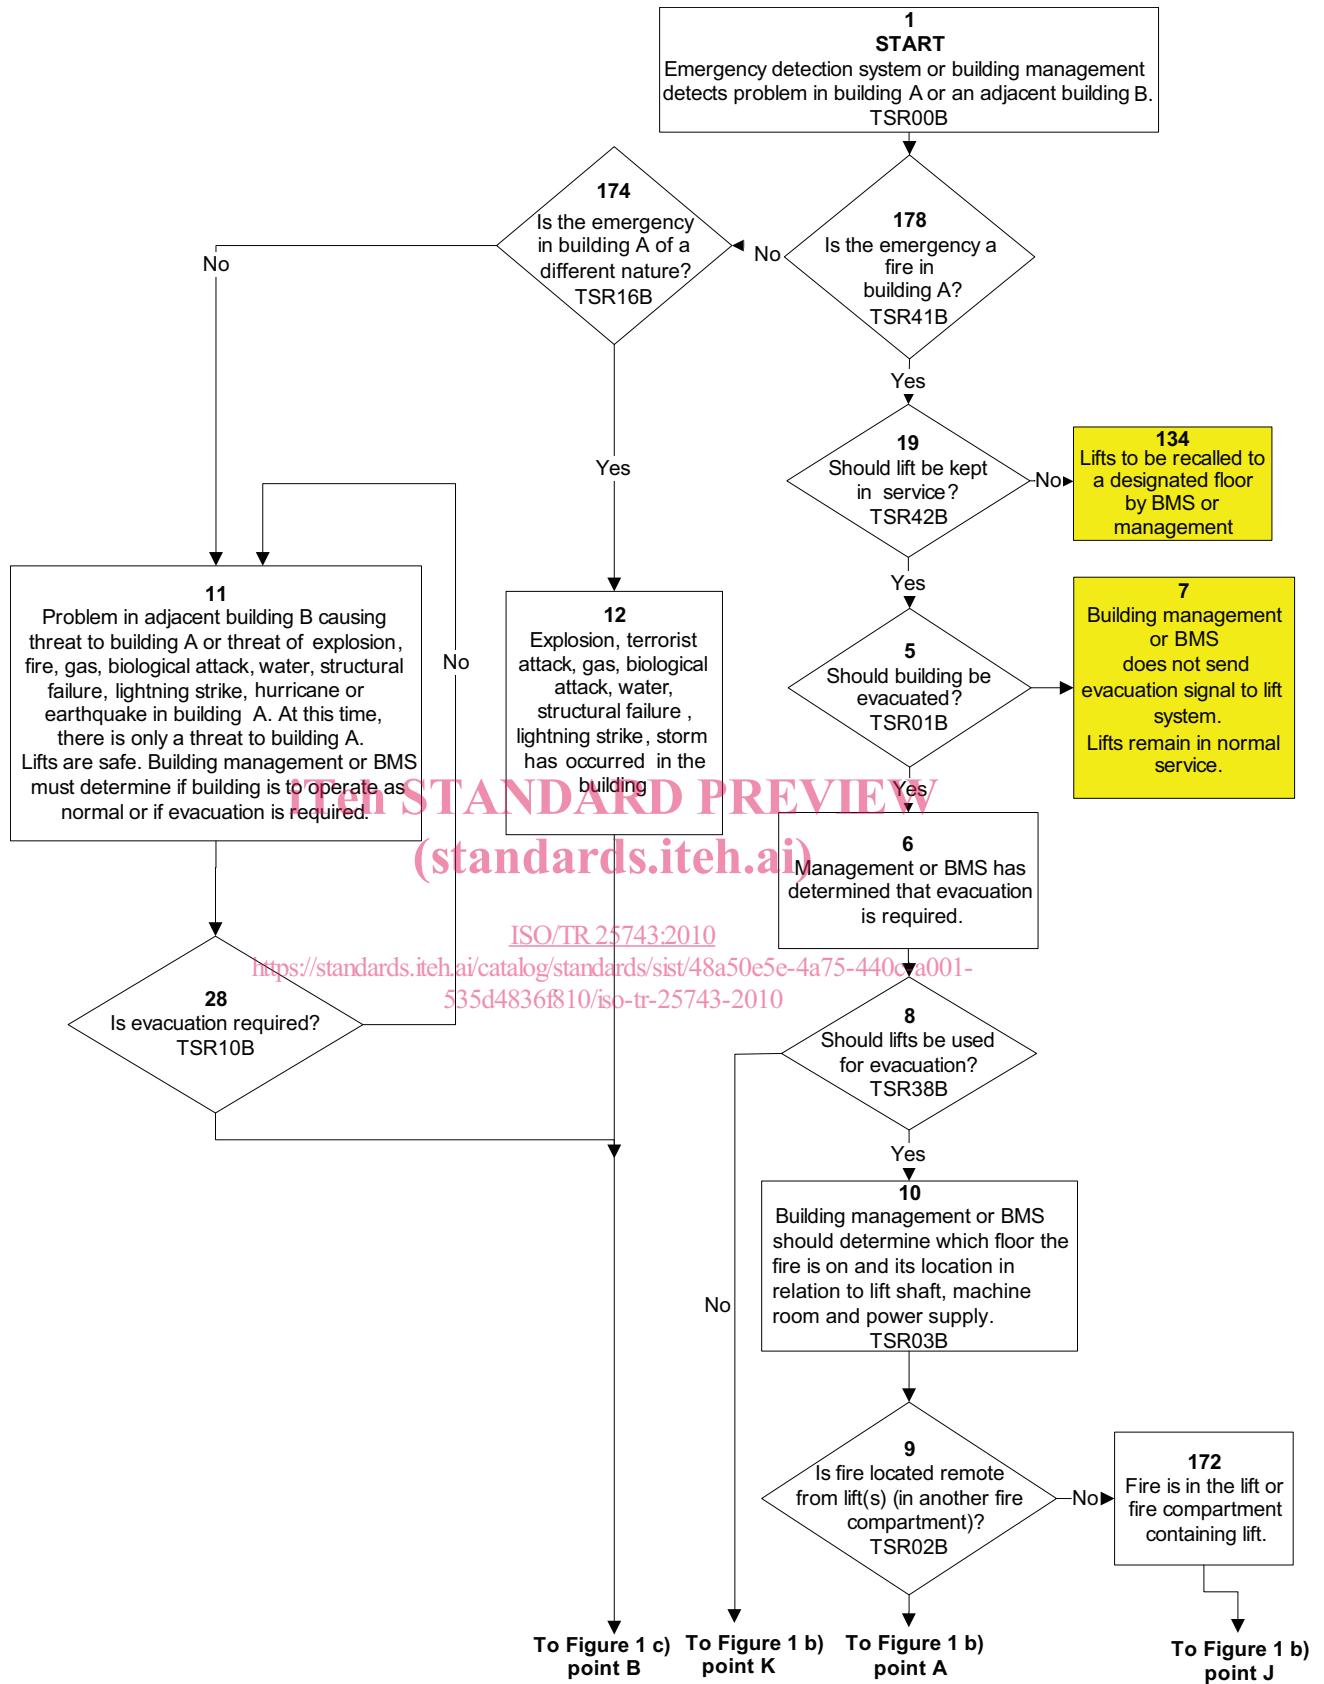 1
START
Emergency detection system or building management
detects problem in building A or an adjacent building B.
TSR00B
174
Is the emergency
in building A of a
different nature?
TSR16B
No
178
Is the emergency a
fire in
building A?
TSR41B
No
Yes
Yes
19
Should lift be kept
in service?
TSR42B
No
134
Lifts to be recalled to
a designated floor
by BMS or
management
Yes
11
Problem in adjacent building B causing
threat to building A or threat of explosion,
fire, gas, biological attack, water, structural
failure, lightning strike, hurricane or
earthquake in building A. At this time,
there is only a threat to building A.
Lifts are safe. Building management or BMS
must determine if building is to operate as
normal or if evacuation is required.
No
12
Explosion, terrorist
attack, gas, biological
attack, water,
structural failure,
lightning strike, storm
has occurred in the
building
5
Should building be
evacuated?
TSR01B
7
Building management
or BMS
does not send
evacuation signal to lift
system.
Lifts remain in normal
service.
Yes
iTeh STANDARD PREVIEW
(standards.iteh.ai)
6
Management or BMS has
determined that evacuation
is required.
ISO/TR 25743:2010
https://standards.iteh.ai/catalog/standards/sist/48a50e5e-4a75-440c-a001-
535d4836f810/iso-tr-25743-2010
28
Is evacuation required?
TSR10B
8
Should lifts be used
for evacuation?
TSR38B
Yes
No
10
Building management or BMS
should determine which floor the
fire is on and its location in
relation to lift shaft, machine
room and power supply.
TSR03B
9
Is fire located remote
from lift(s) (in another fire
compartment)?
TSR02B
No
172
Fire is in the lift or
fire compartment
containing lift.
To Figure 1 c)
point B
To Figure 1 b)
point K
To Figure 1 b)
point A
To Figure 1 b)
point J